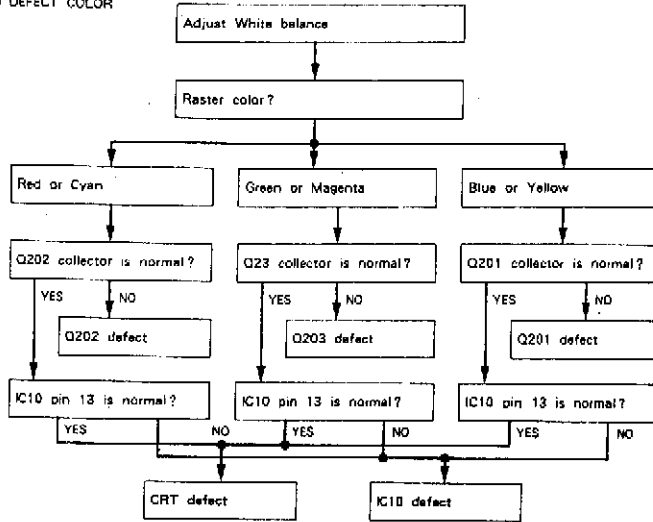 DEFECT COLOR
Adjust White balance
Raster color?
Red or Cyan
Green or Magenta
Blue or Yellow
Q202 collector is normal?
Q23 collector is normal?
Q201 collector is normal?
YES
NO
YES
NO
YES
NO
Q202 defect
Q203 defect
Q201 defect
IC10 pin 13 is normal?
IC10 pin 13 is normal?
IC10 pin 13 is normal?
YES
NO
YES
NO
YES
NO
CRT defect
IC10 defect